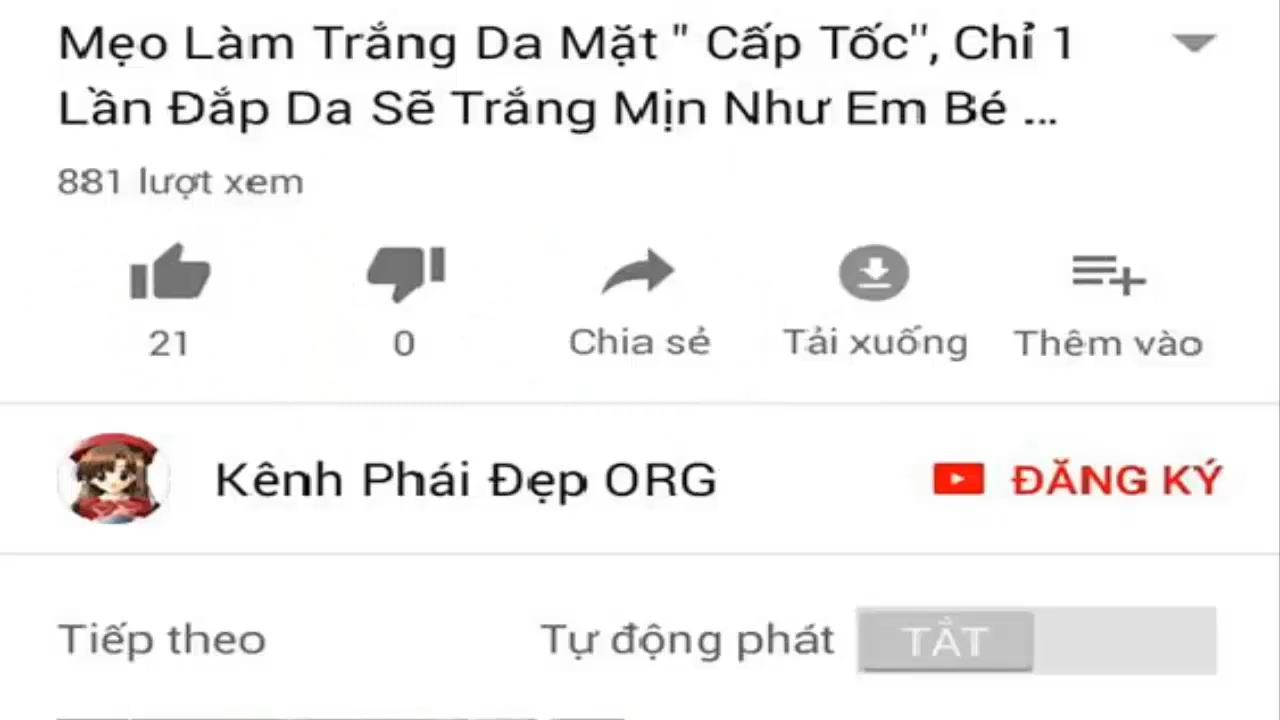 Mẹo Làm Trắng Da Mặt " Cấp Tốc", Chỉ 1
Lần Đắp Da Sẽ Trắng Mịn Như Em Bé ...
881 lượt xem
21
0
Chia sẻ
Tải xuống
Thêm vào
Kênh Phái Đẹp ORG
ĐĂNG KÝ
Tiếp theo
Tự động phát
TẮT